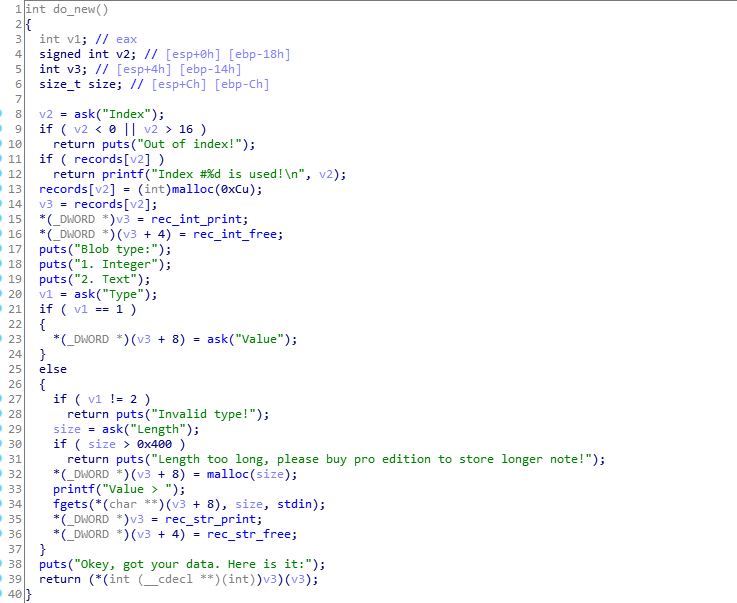 1 int do_new()
2 {
3 int v1; // eax
4 signed int v2; // [esp+0h] [ebp-18h]
5 int v3; // [esp+4h] [ebp-14h]
6 size_t size; // [esp+Ch] [ebp-Ch]
7
8 v2 = ask("Index");
9 if ( v2 < 0 || v2 > 16 )
10 return puts("Out of index!");
11 if ( records[v2] )
12 return printf("Index #%d is used!\n", v2);
13 records[v2] = (int)malloc(0xCu);
14 v3 = records[v2];
15 *(_DWORD *)v3 = rec_int_print;
16 *(_DWORD *)(v3 + 4) = rec_int_free;
17 puts("Blob type:");
18 puts("1. Integer");
19 puts("2. Text");
20 v1 = ask("Type");
21 if ( v1 == 1 )
22 {
23 *(_DWORD *)(v3 + 8) = ask("Value");
24 }
25 else
26 {
27 if ( v1 != 2 )
28 return puts("Invalid type!");
29 size = ask("Length");
30 if ( size > 0x400 )
31 return puts("Length too long, please buy pro edition to store longer note!");
32 *(_DWORD *)(v3 + 8) = malloc(size);
33 printf("Value > ");
34 fgets(*(char **)(v3 + 8), size, stdin);
35 *(_DWORD *)v3 = rec_str_print;
36 *(_DWORD *)(v3 + 4) = rec_str_free;
37 }
38 puts("Okey, got your data. Here is it:");
39 return (*(int (__cdecl **)(int))v3)(v3);
40 }